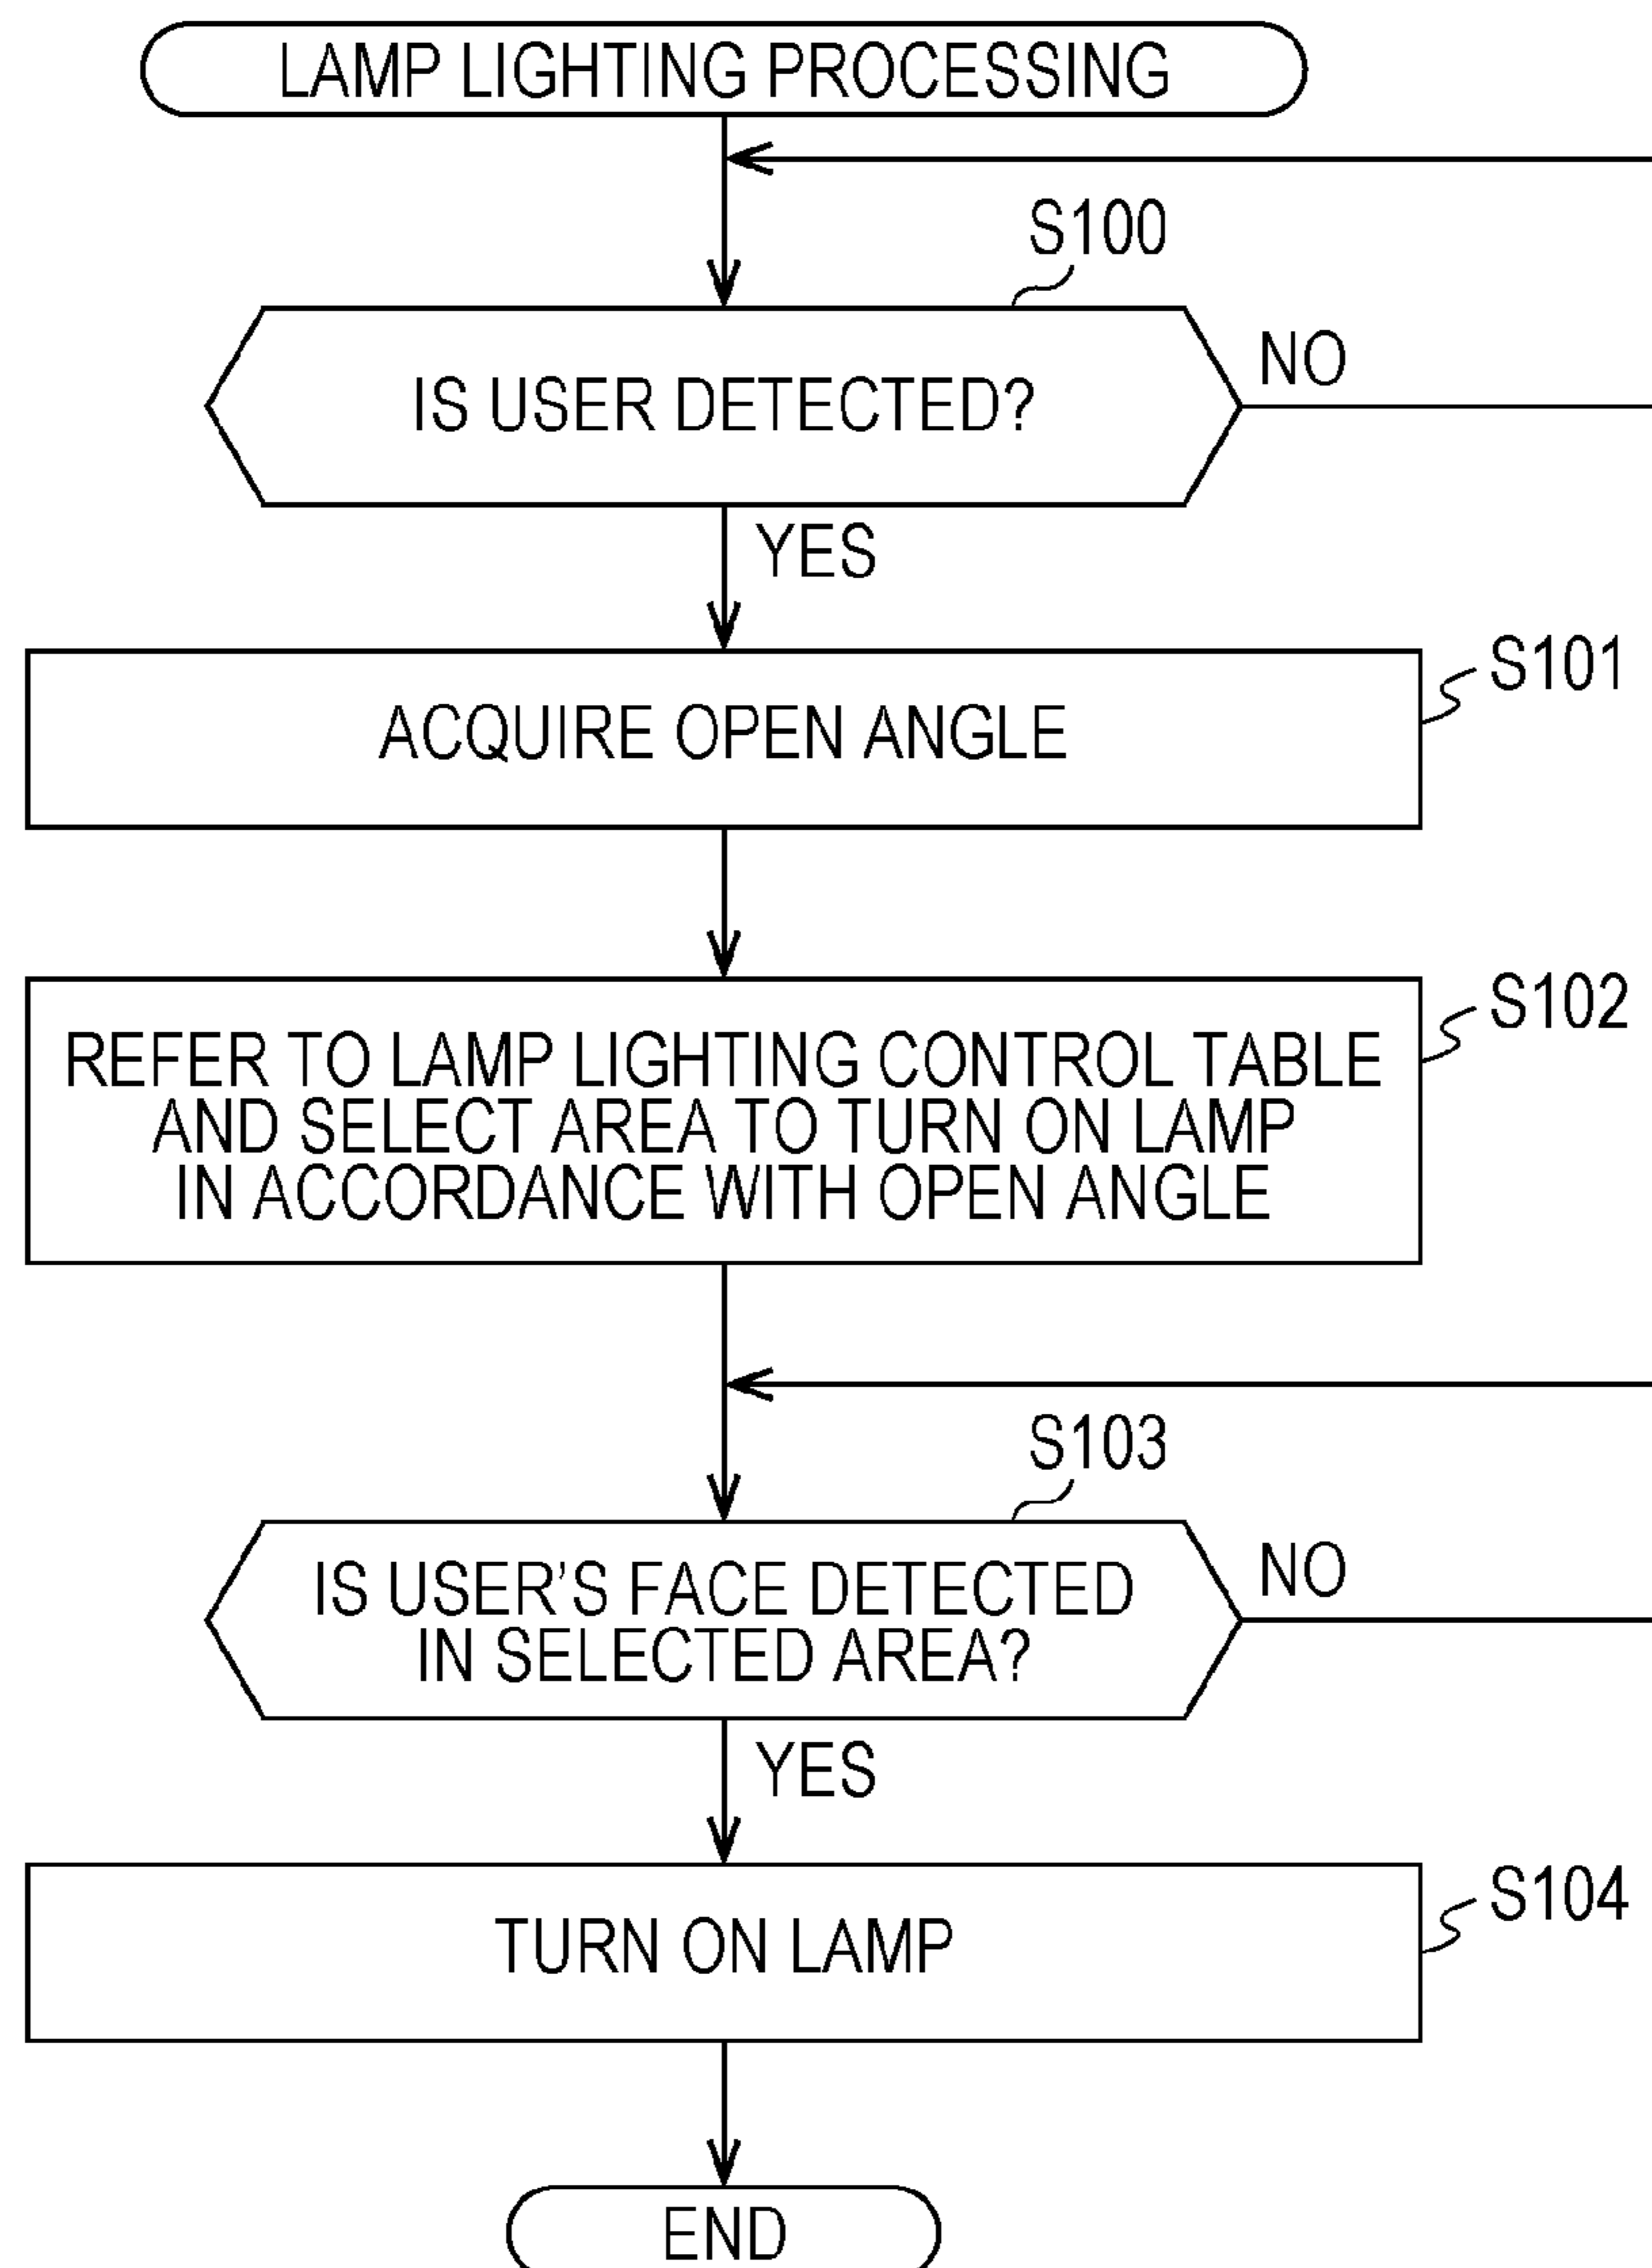 LAMP LIGHTING PROCESSING
S100
IS USER DETECTED?
NO
YES
S101
ACQUIRE OPEN ANGLE
S102
REFER TO LAMP LIGHTING CONTROL TABLE
AND SELECT AREA TO TURN ON LAMP
IN ACCORDANCE WITH OPEN ANGLE
S103
IS USER'S FACE DETECTED
IN SELECTED AREA?
NO
YES
S104
TURN ON LAMP
END